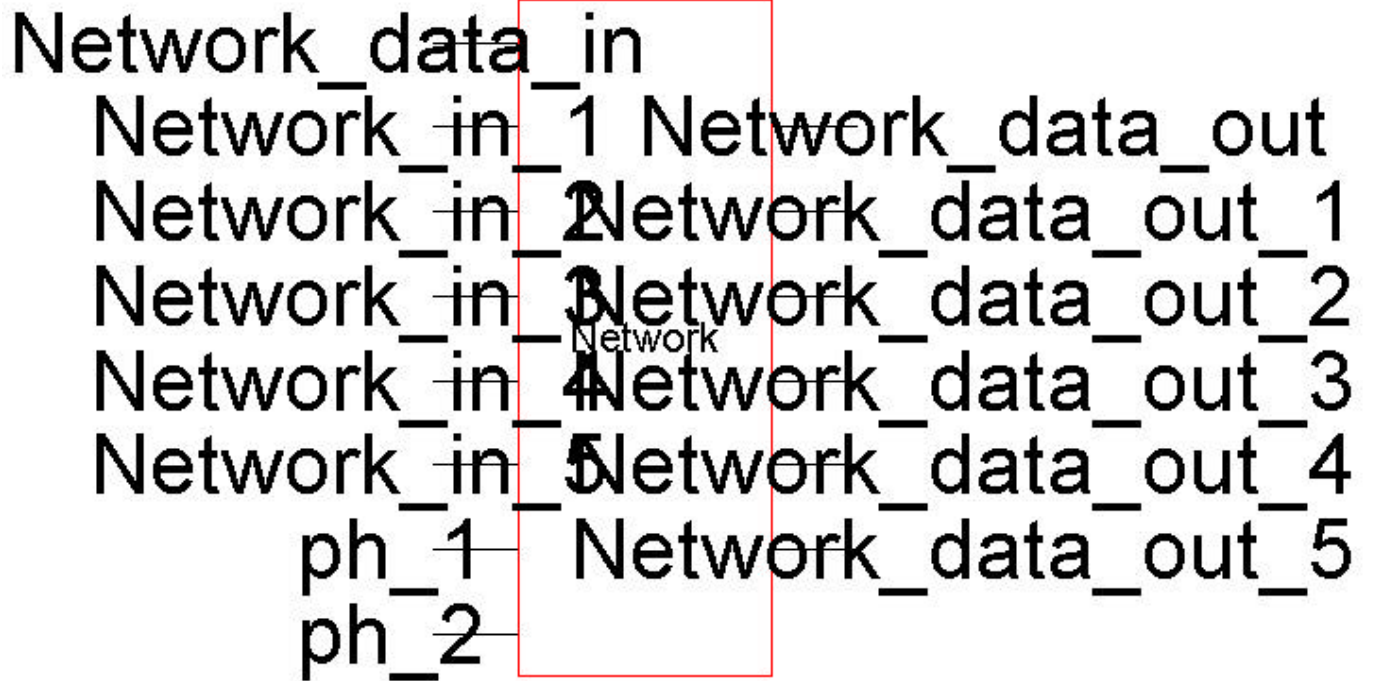 Network_data_in
Network_in_1 Network_data_out
Network_in_2 Network_data_out_1
Network_in_3 Network_data_out_2
Network
Network_in_4 Network_data_out_3
Network_in_5 Network_data_out_4
ph_1 Network_data_out_5
ph_2